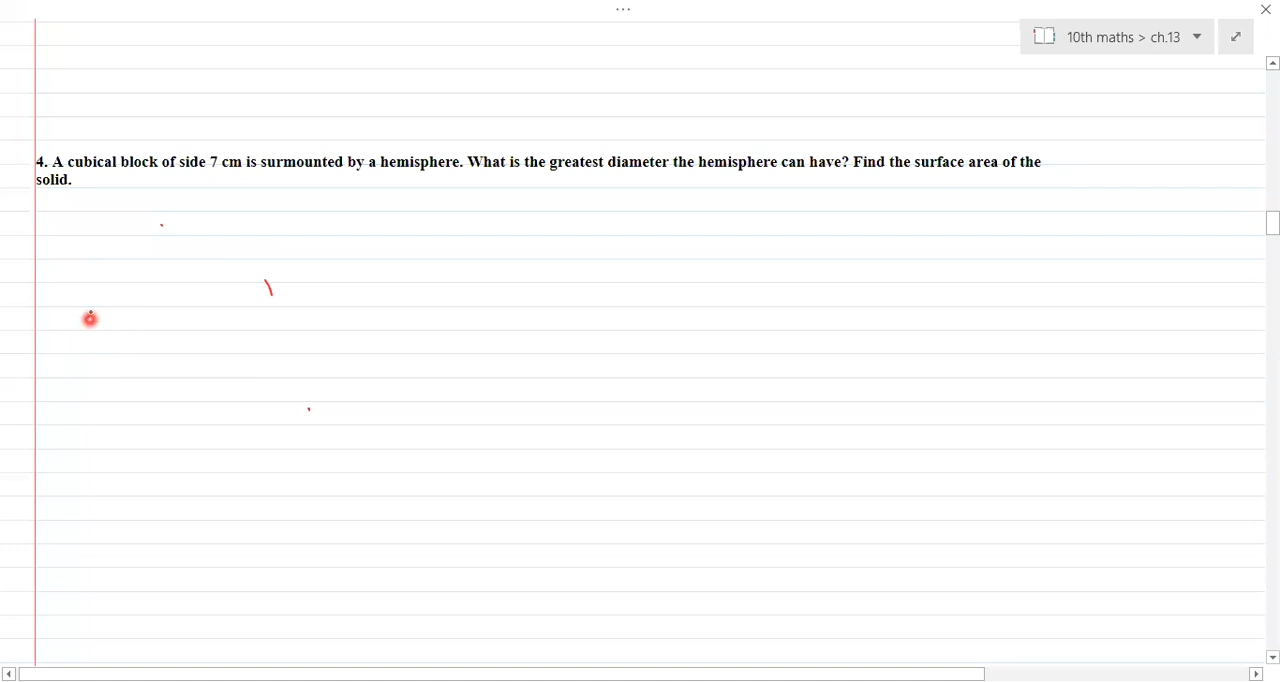 10th maths > ch.13
4. A cubical block of side 7 cm is surmounted by a hemisphere. What is the greatest diameter the hemisphere can have? Find the surface area of the
solid.